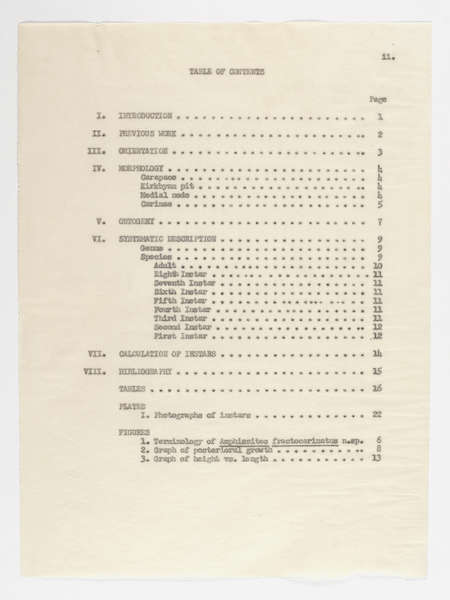 ii.
TABLE OF CONTENTS
Page
I. INTRODUCTION . . . . . . . . . . . . . . . . . . . . . . 1
II. PREVIOUS WORK . . . . . . . . . . . . . . . . . . . . . . 2
III. ORIENTATION . . . . . . . . . . . . . . . . . . . . . . 3
IV. MORPHOLOGY . . . . . . . . . . . . . . . . . . . . . . 4
Carapace . . . . . . . . . . . . . . . . . . . . 4
Kirkbyan pit . . . . . . . . . . . . . . . . . . 4
Medial node . . . . . . . . . . . . . . . . . . 4
Carinae . . . . . . . . . . . . . . . . . . . . 5
V. ONTOGENY . . . . . . . . . . . . . . . . . . . . . . 7
VI. SYSTEMATIC DESCRIPTION . . . . . . . . . . . . . . . . 9
Genus . . . . . . . . . . . . . . . . . . . . . 9
Species . . . . . . . . . . . . . . . . . . . . 9
Adult . . . . . . . . . . . . . . . . . . . . 10
Eighth Instar . . . . . . . . . . . . . . . . 11
Seventh Instar . . . . . . . . . . . . . . . . 11
Sixth Instar . . . . . . . . . . . . . . . . 11
Fifth Instar . . . . . . . . . . . . . . . . 11
Fourth Instar . . . . . . . . . . . . . . . . 11
Third Instar . . . . . . . . . . . . . . . . 11
Second Instar . . . . . . . . . . . . . . . . 12
First Instar . . . . . . . . . . . . . . . . 12
VII. CALCULATION OF INSTARS . . . . . . . . . . . . . . . . 14
VIII. BIBLIOGRAPHY . . . . . . . . . . . . . . . . . . . . . . 15
TABLES . . . . . . . . . . . . . . . . . . . . . . . . 16
PLATES
I. Photographs of instars . . . . . . . . . . . . 22
FIGURES
1. Terminology of Amphissites fractocarinatus n.sp. 6
2. Graph of posterioral growth . . . . . . . . . . 8
3. Graph of height vs. length . . . . . . . . . . 13